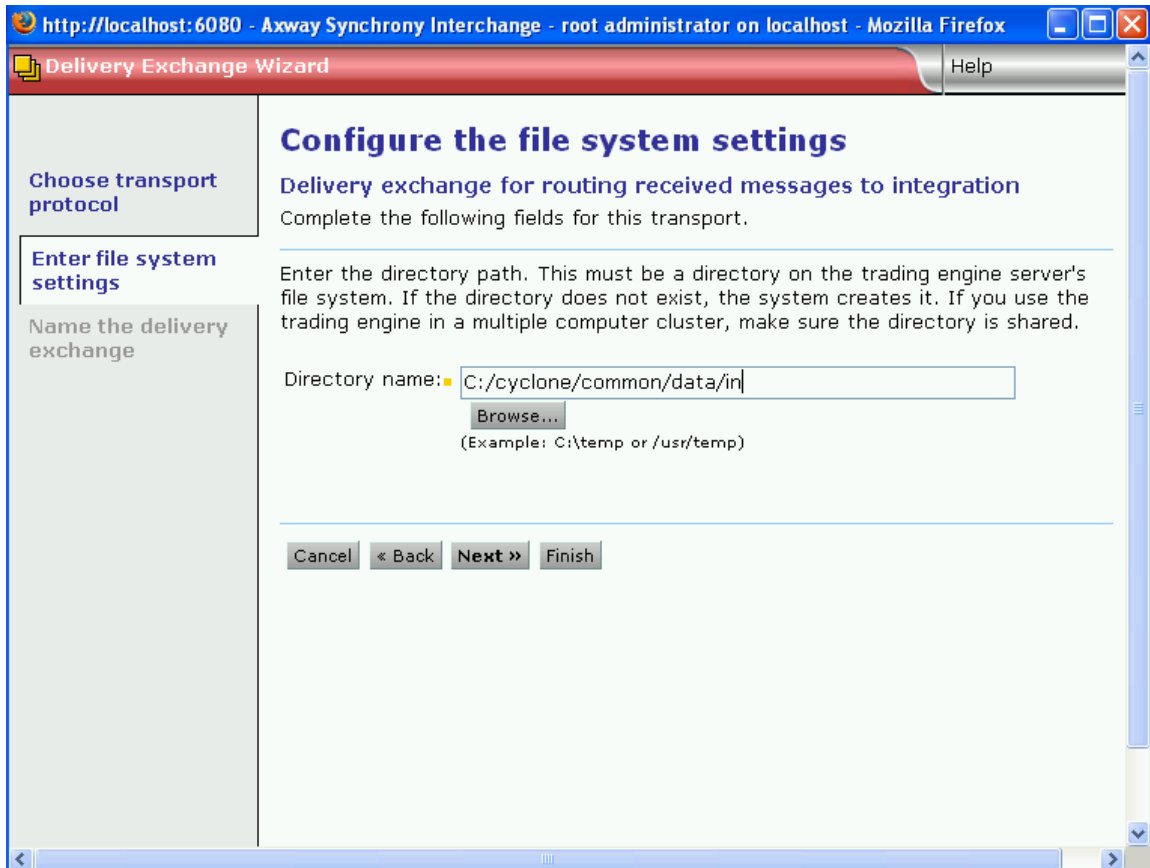 http://localhost:6080 - Axway Synchrony Interchange - root administrator on localhost - Mozilla Firefox
Delivery Exchange Wizard
Help
Choose transport
protocol
Enter file system
settings
Name the delivery
exchange
Configure the file system settings
Delivery exchange for routing received messages to integration
Complete the following fields for this transport.
Enter the directory path. This must be a directory on the trading engine server's
file system. If the directory does not exist, the system creates it. If you use the
trading engine in a multiple computer cluster, make sure the directory is shared.
Directory name: C:/cyclone/common/data/in
Browse...
(Example: C:\temp or /usr/temp)
Cancel « Back Next » Finish